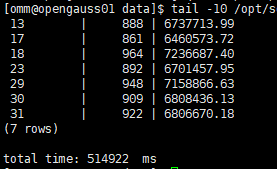 [omm@opengauss01 data]$ tail -10 /opt/s
13 | 888 | 6737713.99
17 | 861 | 6460573.72
18 | 964 | 7236687.40
23 | 892 | 6701457.95
29 | 948 | 7158866.63
30 | 909 | 6808436.13
31 | 922 | 6806670.18
(7 rows)
total time: 514922 ms